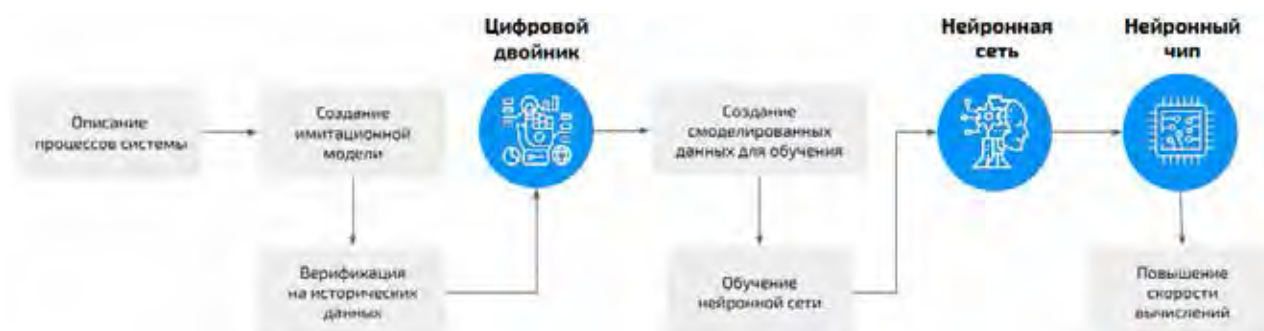 Цифровой
двойник
Нейронная
сеть
Нейронный
чип
Описание
процессов системы
Создание
имитационной
модели
Создание
смоделированных
данных для обучения
Верификация
на исторических
данных
Обучение
нейронной сети
Повышение
скорости
вычислений